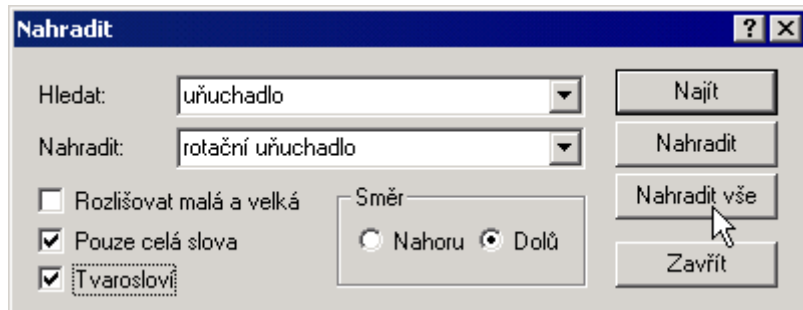 Nahradit
Hledat: uňuchadlo
Najít
Nahradit: rotační uňuchadlo
Nahradit
Rozlišovat malá a velká
Směr
Nahradit vše
Pouze celá slova
Nahoru Dolů
Tvarosloví
Zavřít